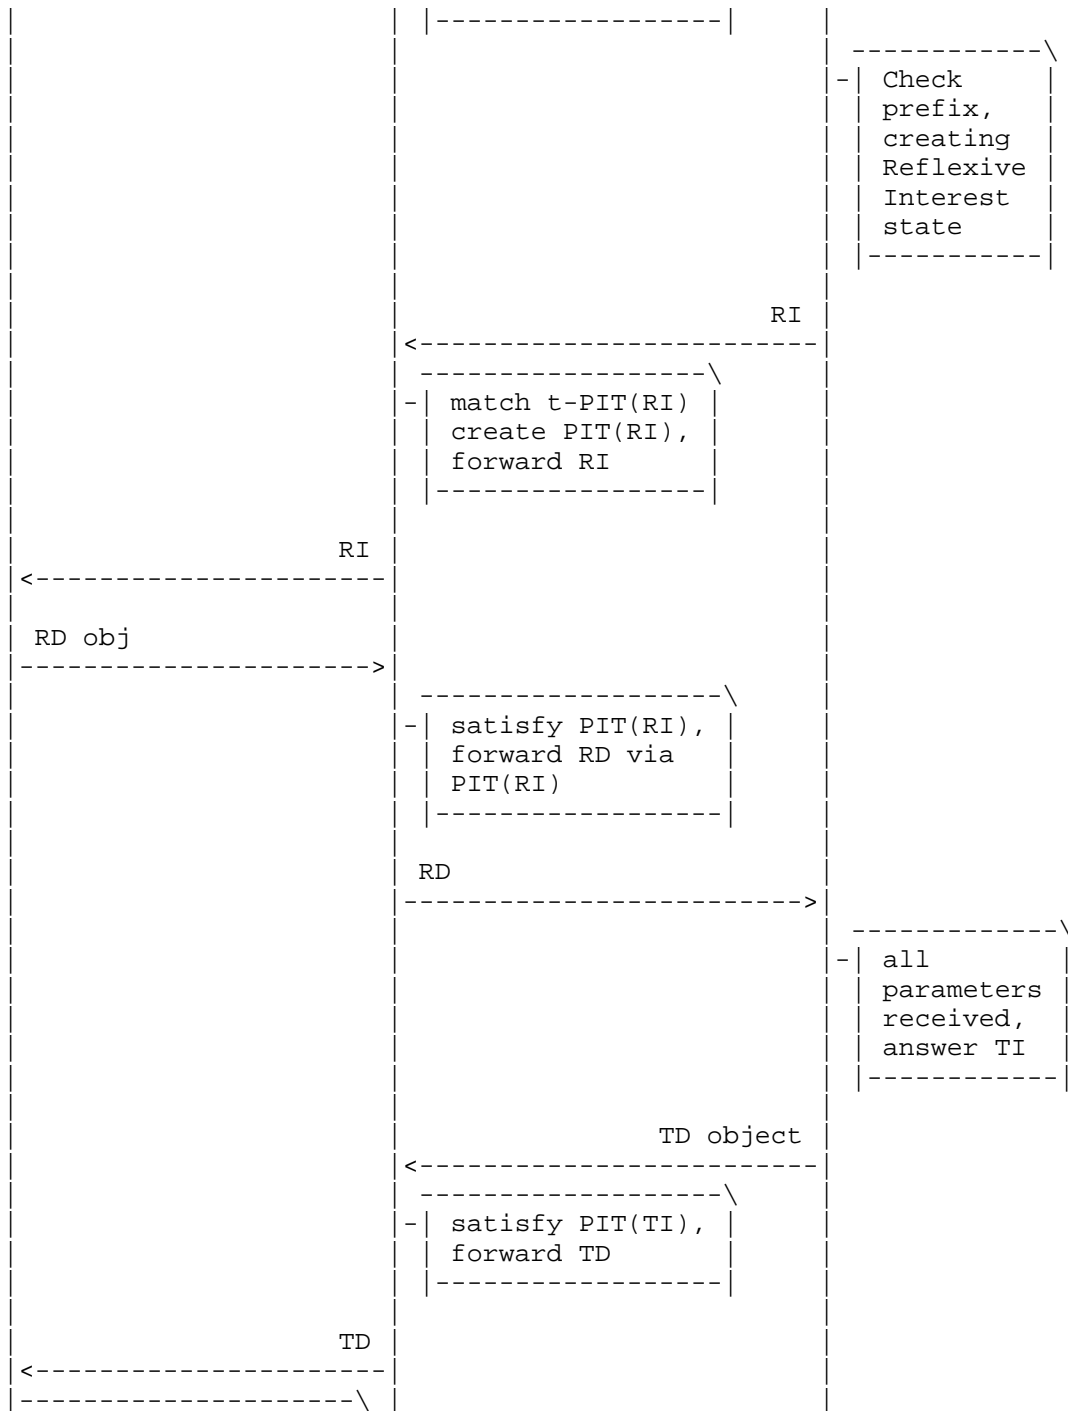 Check
prefix,
creating
Reflexive
Interest
state
RI
match t-PIT(RI)
create PIT(RI),
forward RI
RI
RD obj
satisfy PIT(RI),
forward RD via
PIT(RI)
RD
all
parameters
received,
answer TI
TD object
satisfy PIT(TI),
forward TD
TD